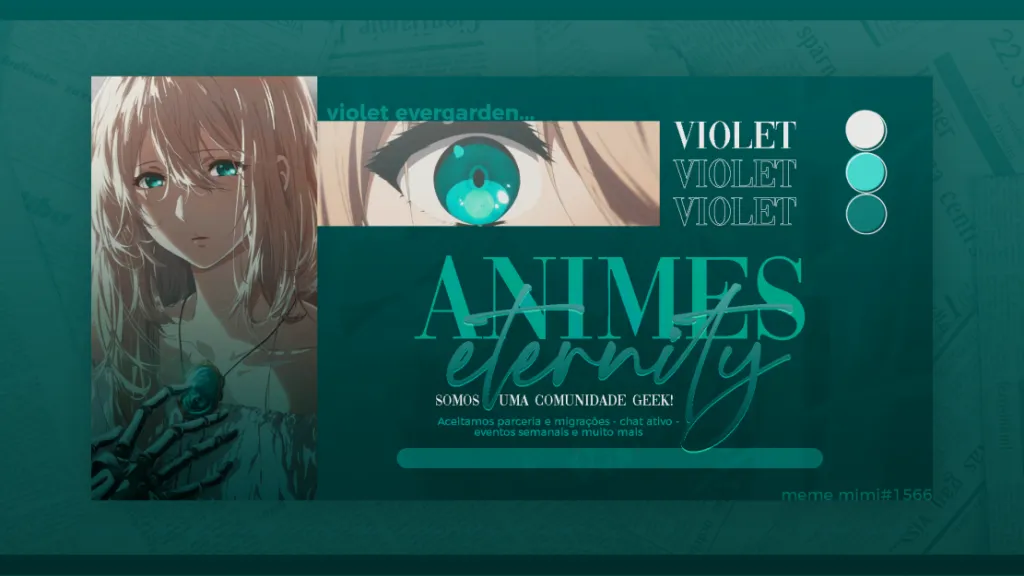 violet evergarden...
VIOLET
VIOLET
VIOLET
ANIMES
eternity
SOMOS UMA COMUNIDADE GEEK!
Aceitamos parceria e migrações - chat ativo -
eventos semanais e muito mais
meme mimi#1566